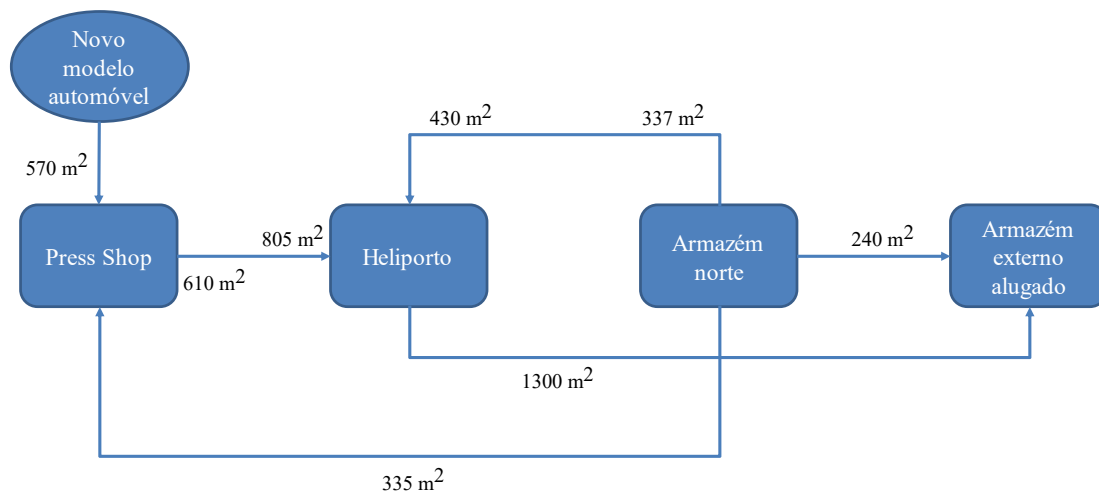 Novo
modelo
automóvel
430 m²
337 m²
570 m²
Press Shop
805 m²
610 m²
Heliporto
Armazém
norte
240 m²
Armazém
externo
alugado
1300 m²
335 m²